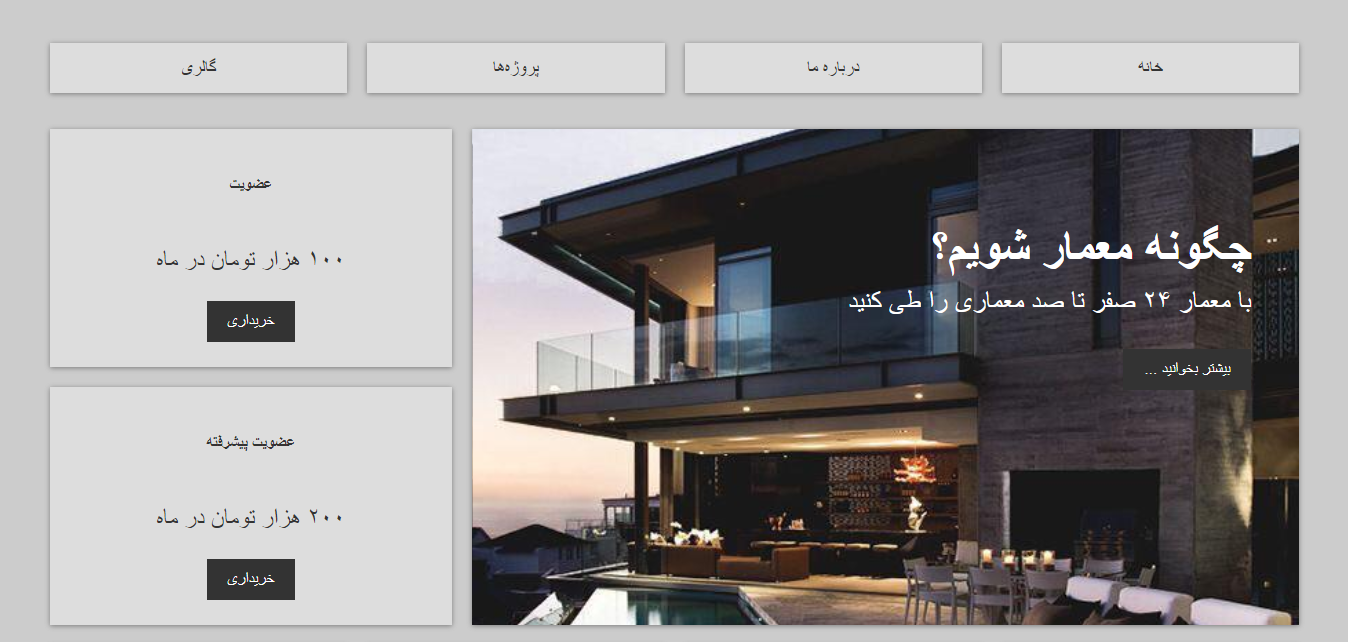 خانه
درباره ما
پروژه‌ها
گالری
چگونه معمار شویم؟
با معمار ۲۴ صفر تا صد معماری را طی کنید
بیشتر بخوانید ...
عضویت
۱۰۰ هزار تومان در ماه
خریداری
عضویت پیشرفته
۲۰۰ هزار تومان در ماه
خریداری